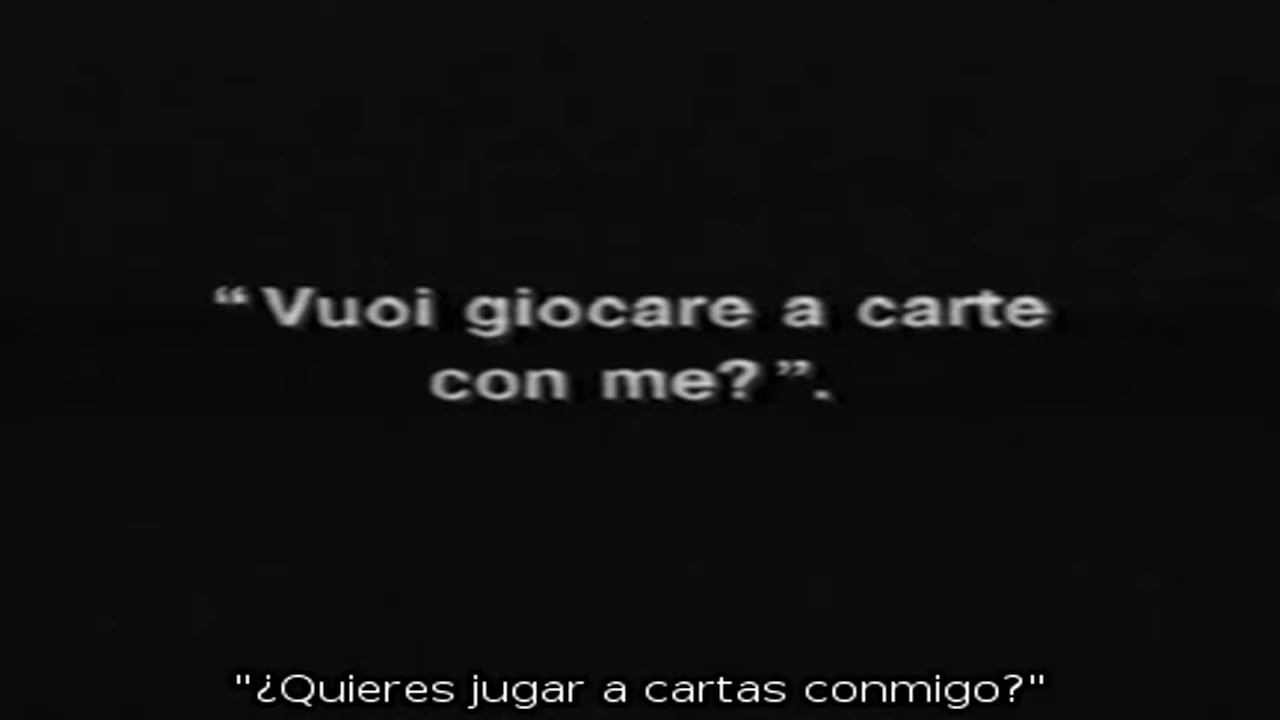 “Vuoi giocare a carte
con me?”.
"¿Quieres jugar a cartas conmigo?"